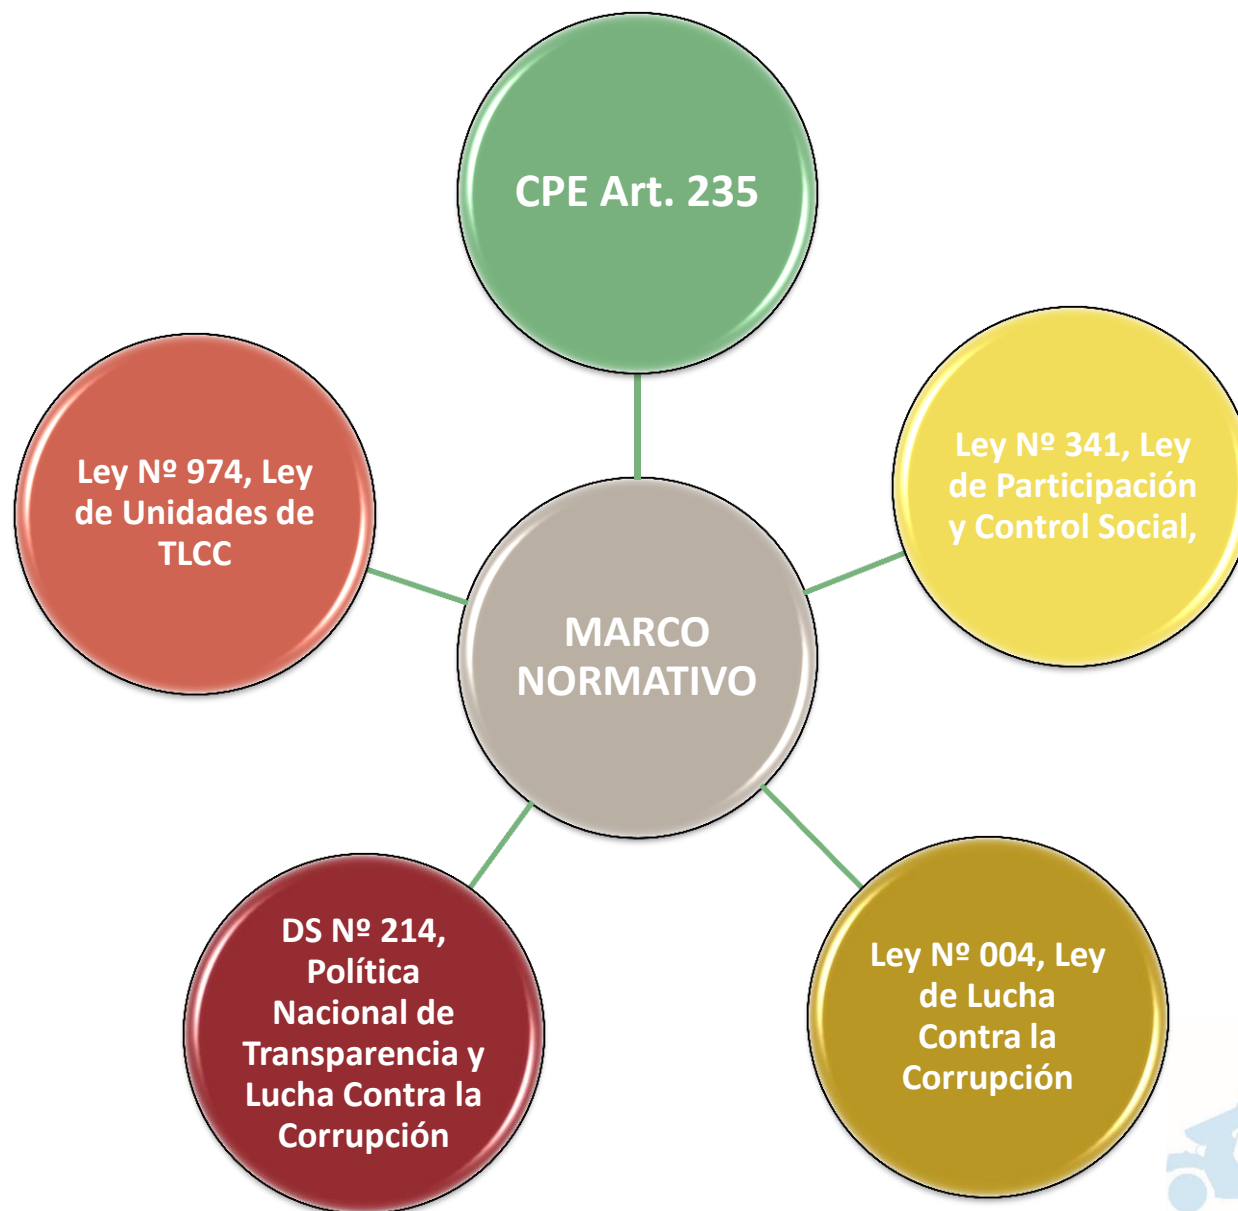 CPE Art. 235
Ley Nº 341, Ley
de Participación
y Control Social,
Ley Nº 974, Ley
de Unidades de
TLCC
MARCO
NORMATIVO
DS Nº 214,
Política
Nacional de
Transparencia y
Lucha Contra la
Corrupción
Ley Nº 004, Ley
de Lucha
Contra la
Corrupción